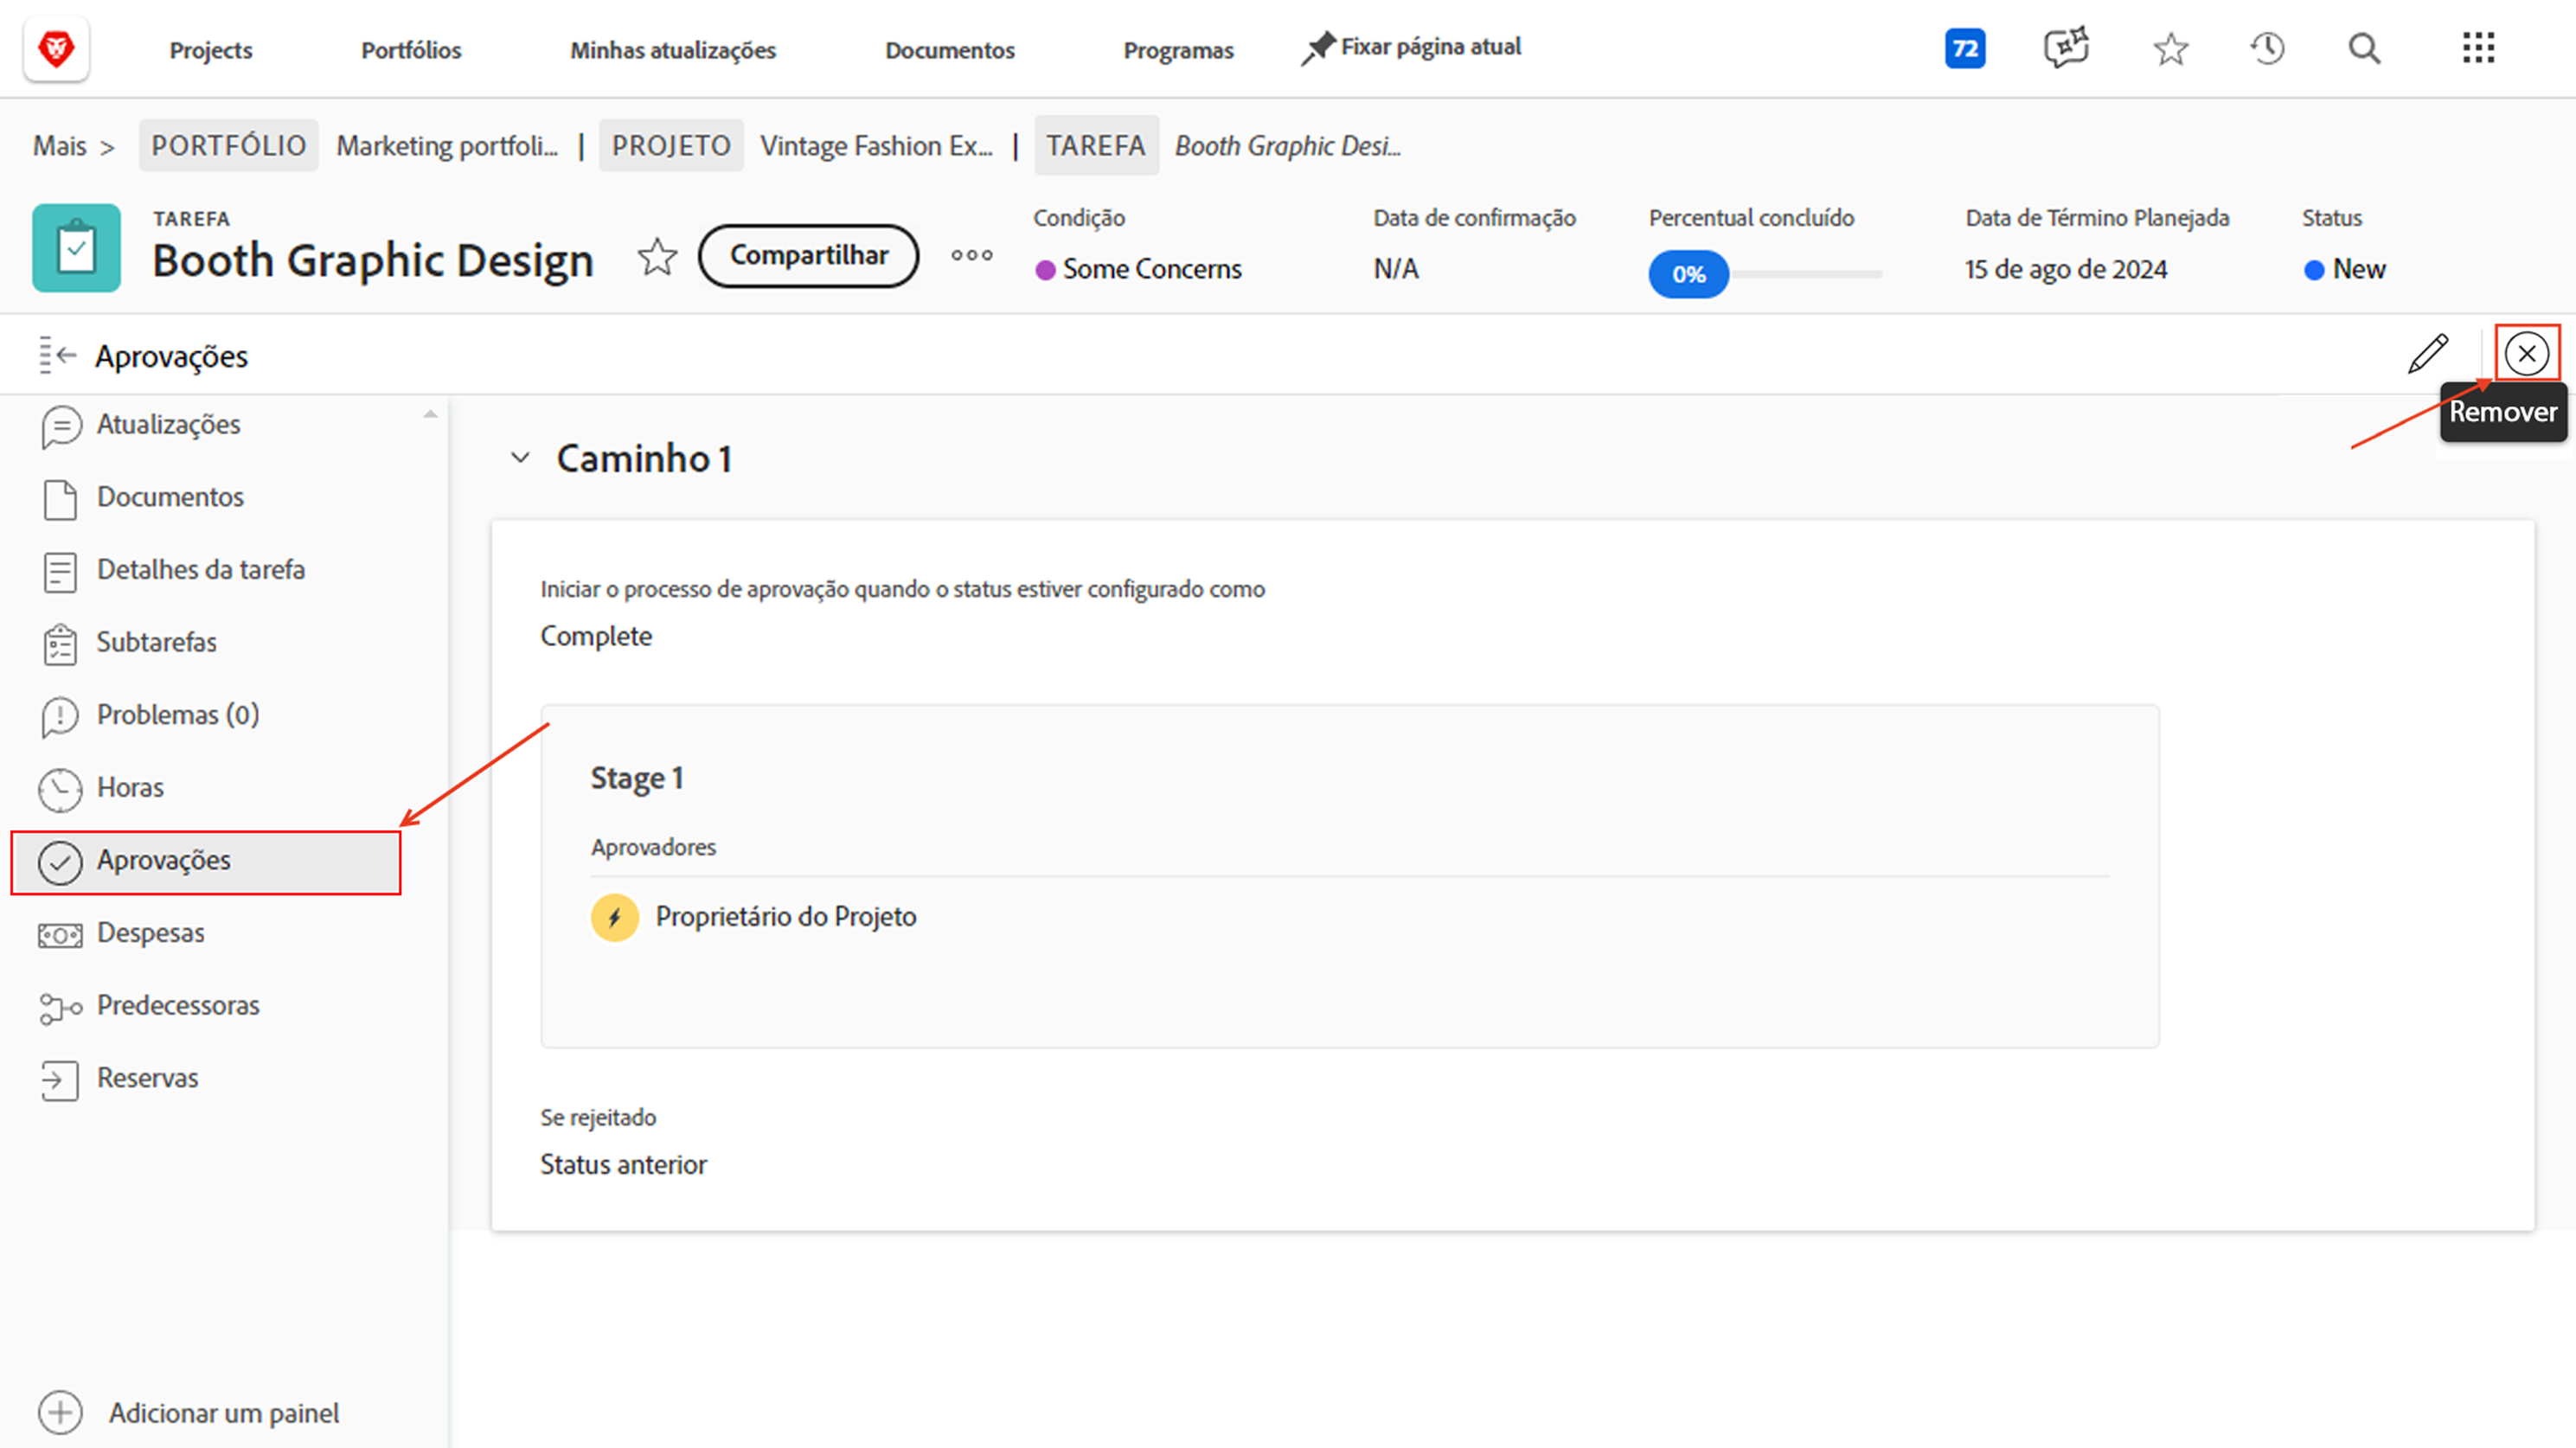 Projects Portfólios Minhas atualizações Documentos Programas Fixar página atual 72
Mais > PORTFÓLIO Marketing portfoli... | PROJETO Vintage Fashion Ex... | TAREFA Booth Graphic Desi...
TAREFA
Booth Graphic Design
Compartilhar
Condição
Some Concerns
Data de confirmação
N/A
Percentual concluído
0%
Data de Término Planejada
15 de ago de 2024
Status
New
Aprovações
Remover
Atualizações
Documentos
Detalhes da tarefa
Subtarefas
Problemas (0)
Horas
Aprovações
Despesas
Predecessoras
Reservas
Adicionar um painel
Caminho 1
Iniciar o processo de aprovação quando o status estiver configurado como
Complete
Stage 1
Aprovadores
Proprietário do Projeto
Se rejeitado
Status anterior